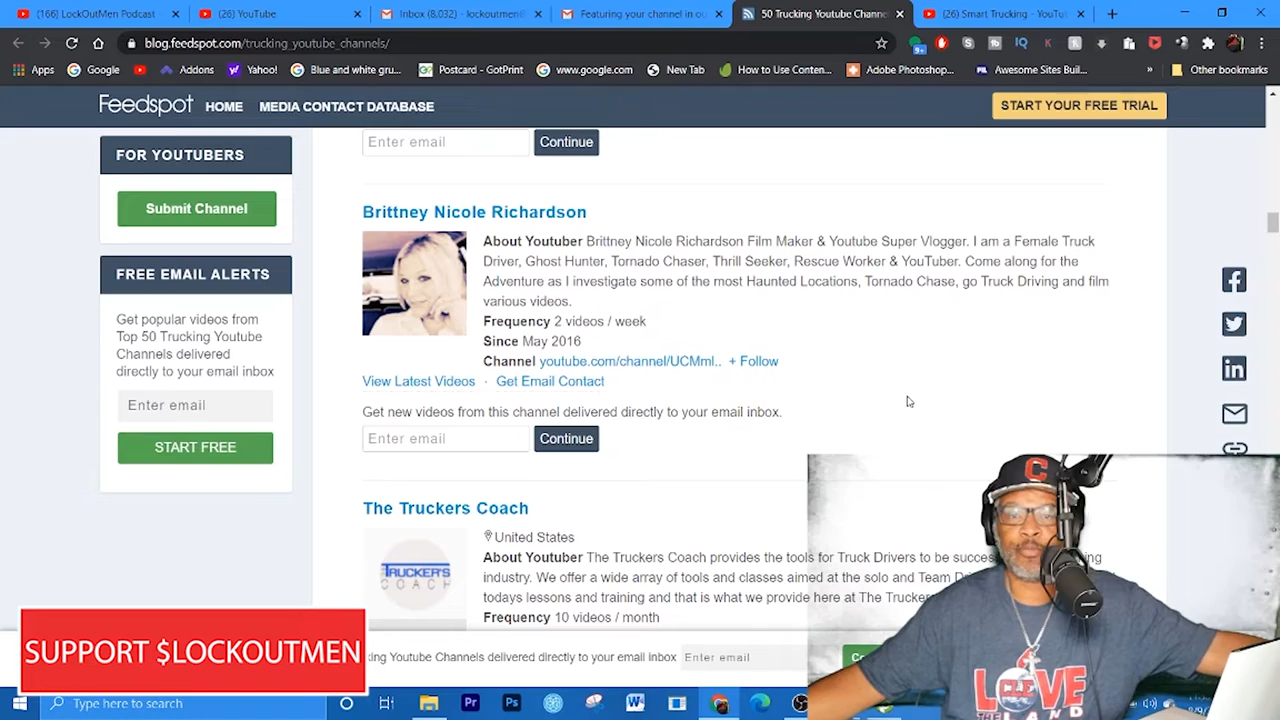 (166) LockOutMen Podcast -
(26) YouTube
Inbox (8,032) - lockoutmen@
Featuring your channel in ou
50 Trucking Youtube Channel
(26) Smart Trucking - YouTu
blog.feedspot.com/trucking_youtube_channels/
Apps
Google
Addons
Yahoo!
Blue and white gru...
Postcard - GotPrint
www.google.com
New Tab
How to Use Conten...
Adobe Photoshop...
Awesome Sites Buil...
Other bookmarks
Feedspot
HOME
MEDIA CONTACT DATABASE
START YOUR FREE TRIAL
FOR YOUTUBERS
Submit Channel
FREE EMAIL ALERTS
Get popular videos from
Top 50 Trucking Youtube
Channels delivered
directly to your email inbox
Enter email
START FREE
Enter email
Continue
Brittney Nicole Richardson
About Youtuber Brittney Nicole Richardson Film Maker & Youtube Super Vlogger. I am a Female Truck
Driver, Ghost Hunter, Tornado Chaser, Thrill Seeker, Rescue Worker & YouTuber. Come along for the
Adventure as I investigate some of the most Haunted Locations, Tornado Chase, go Truck Driving and film
various videos.
Frequency 2 videos / week
Since May 2016
Channel youtube.com/channel/UCMml.. + Follow
View Latest Videos · Get Email Contact
Get new videos from this channel delivered directly to your email inbox.
Enter email
Continue
The Truckers Coach
TRUCKER'S
COACH
United States
About Youtuber The Truckers Coach provides the tools for Truck Drivers to be succes
industry. We offer a wide array of tools and classes aimed at the solo and Team D
todays lessons and training and that is what we provide here at The Trucker
Frequency 10 videos / month
king Youtube Channels delivered directly to your email inbox
Enter email
SUPPORT $LOCKOUTMEN
Type here to search
C
LOVE
CLE
THE LAND